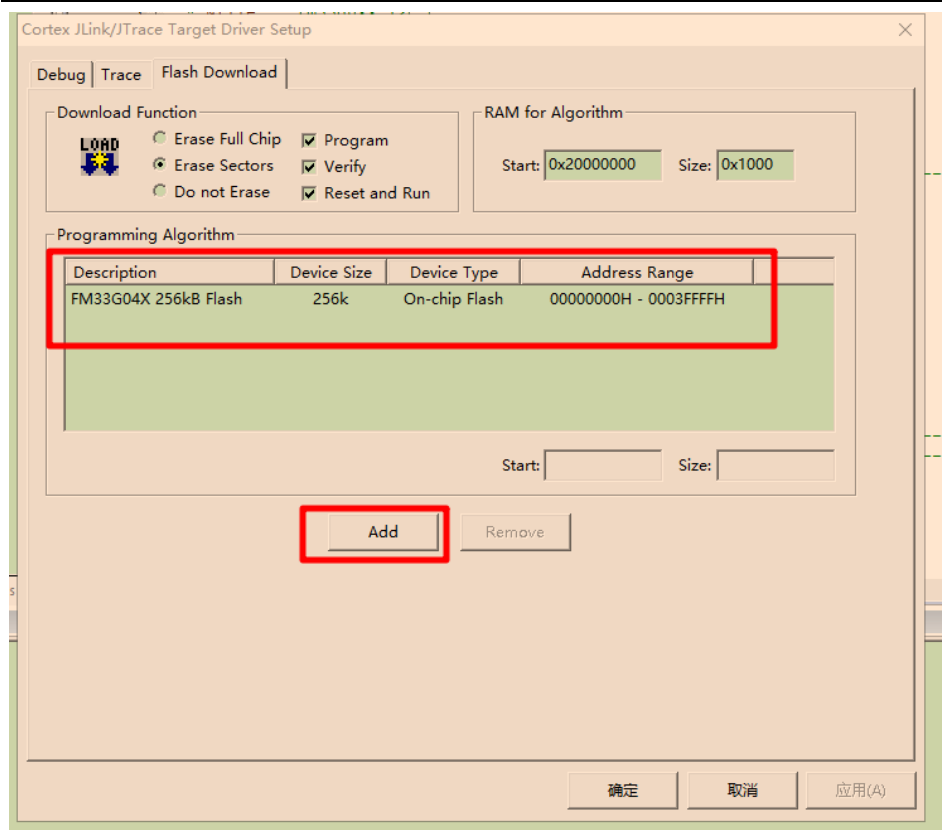 Cortex JLink/JTrace Target Driver Setup
Debug Trace Flash Download
Download Function
LOAD
Erase Full Chip Program
Erase Sectors Verify
Do not Erase Reset and Run
RAM for Algorithm
Start: 0x20000000 Size: 0x1000
Programming Algorithm
Description Device Size Device Type Address Range
FM33G04X 256kB Flash 256k On-chip Flash 00000000H - 0003FFFFH
Start: Size:
Add Remove
确定 取消 应用(A)